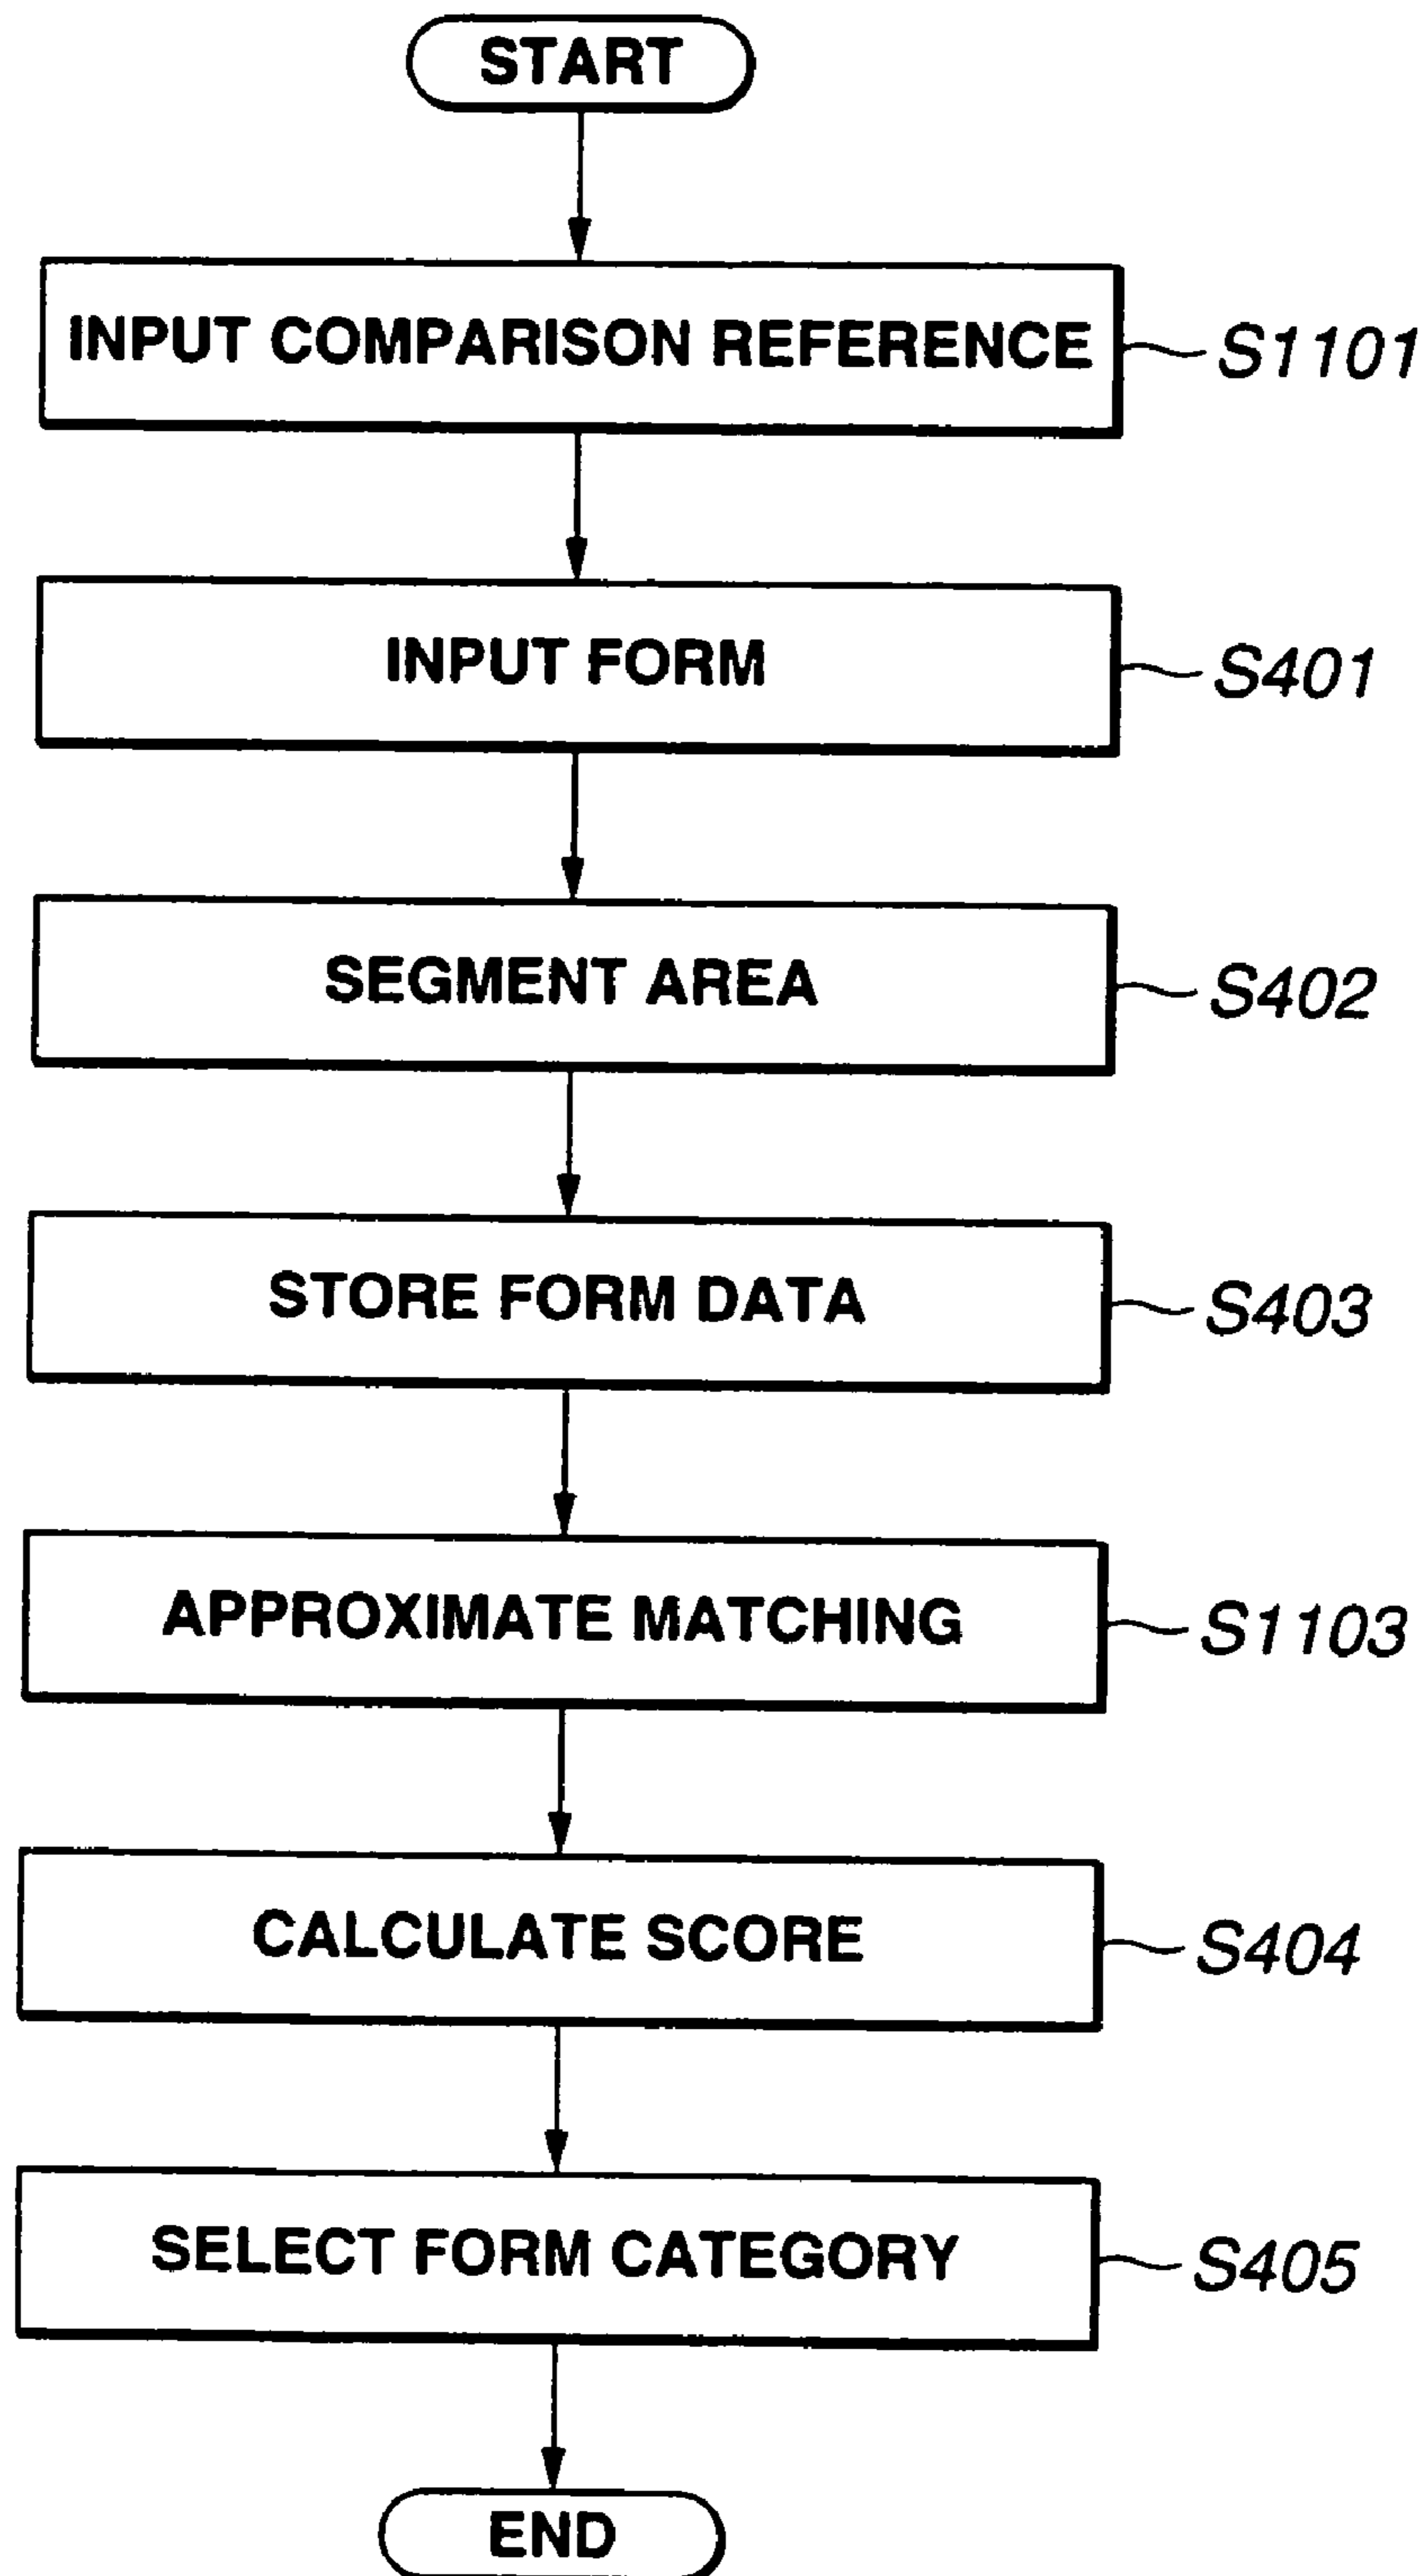 START
INPUT COMPARISON REFERENCE
S1101
INPUT FORM
S401
SEGMENT AREA
S402
STORE FORM DATA
S403
APPROXIMATE MATCHING
S1103
CALCULATE SCORE
S404
SELECT FORM CATEGORY
S405
END